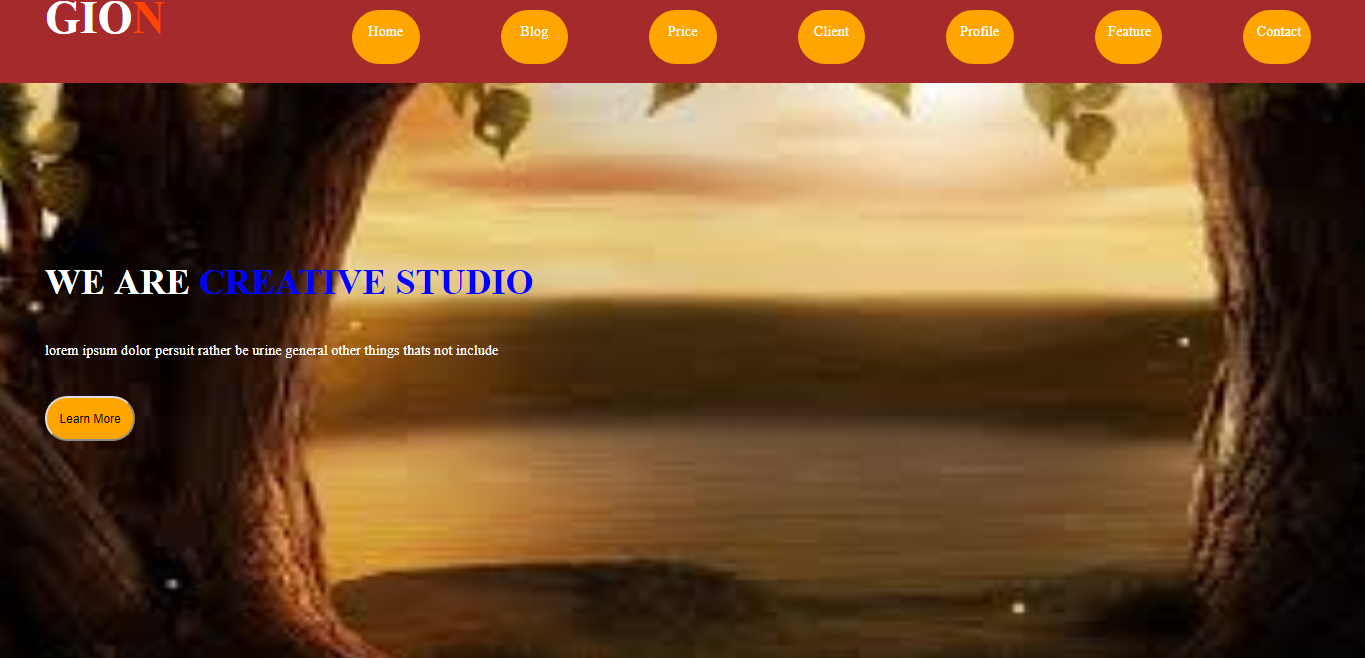 GION
Home Blog Price Client Profile Feature Contact
WE ARE CREATIVE STUDIO
lorem ipsum dolor persuit rather be urine general other things thats not include
Learn More